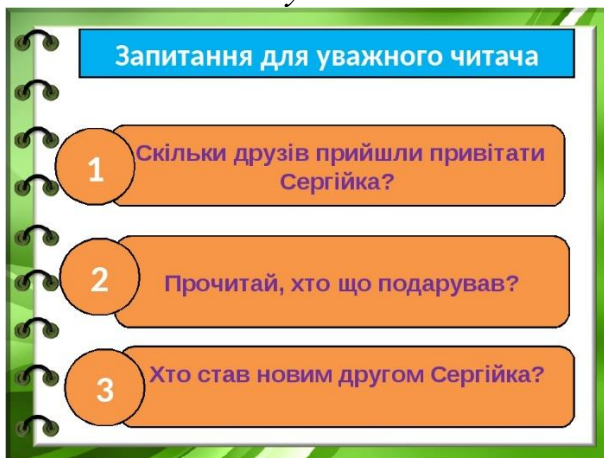 Запитання для уважного читача
1
Скільки друзів прийшли привітати
Сергійка?
2
Прочитай, хто що подарував?
3
Хто став новим другом Сергійка?